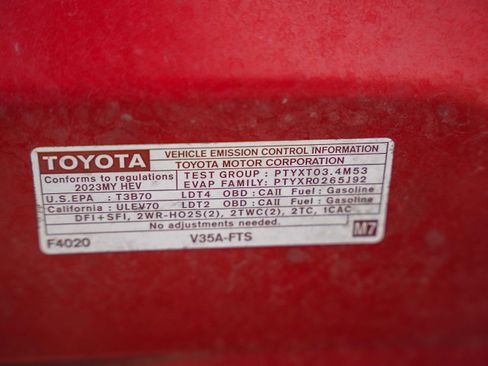 TOYOTA VEHICLE EMISSION CONTROL INFORMATION
TOYOTA MOTOR CORPORATION
Conforms to regulations TEST GROUP : PTYXT03.4M53
2023MY HEV EVAP FAMILY: PTYXR0265J92
U.S.EPA : T3B70 LDT4 OBD : CAII Fuel : Gasoline
California : ULEV70 LDT2 OBD : CAII Fuel : Gasoline
DFI+SFI, 2WR-HO2S(2), 2TWC(2), 2TC, 1CAC
No adjustments needed.
F4020 V35A-FTS M7